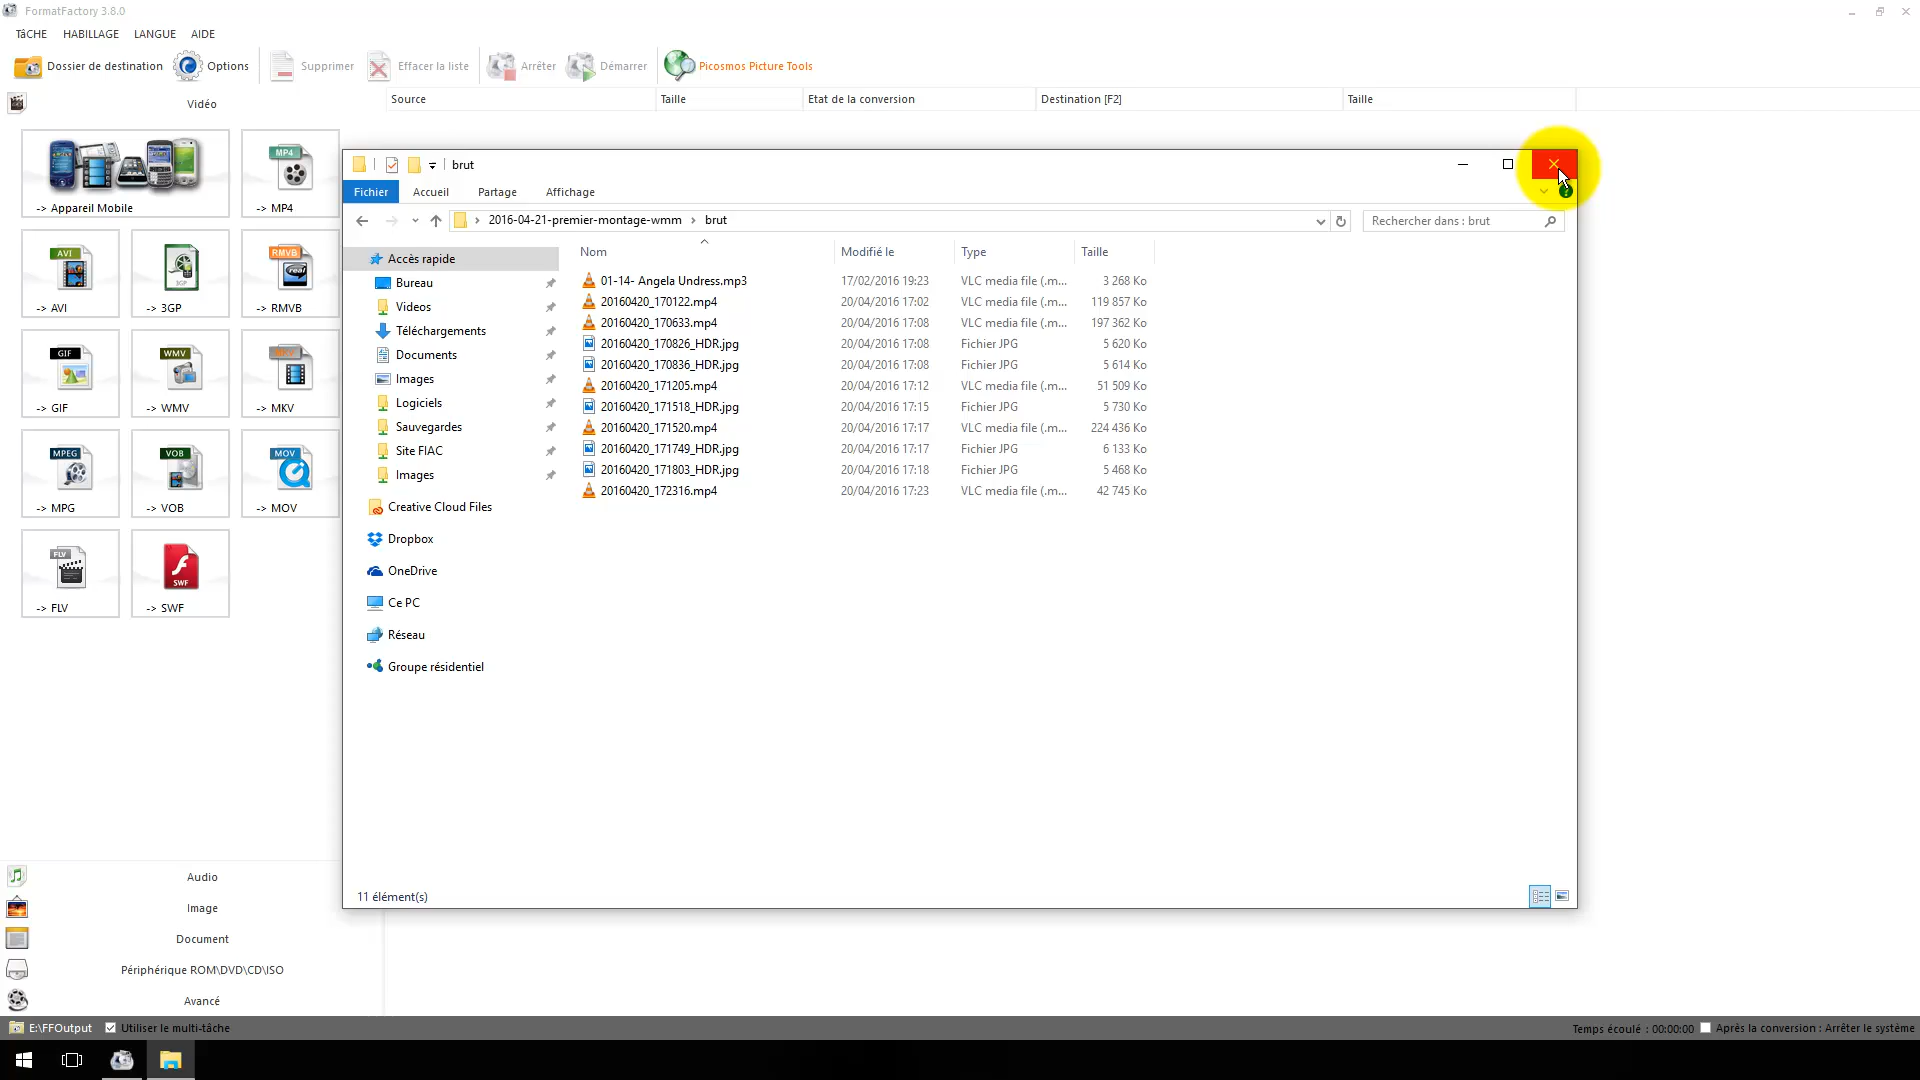 FormatFactory 3.8.0
TâCHE HABILLAGE LANGUE AIDE
Dossier de destination Options Supprimer Effacer la liste Arrêter Démarrer Picosmos Picture Tools
Vidéo
Source Taille Etat de la conversion Destination [F2] Taille
-> Appareil Mobile
MP4
-> MP4
AVI
-> AVI
3GP
-> 3GP
RMVB
real
-> RMVB
GIF
-> GIF
WMV
-> WMV
-> MKV
MPEG
-> MPG
VOB
-> VOB
MOV
-> MOV
FLV
-> FLV
SWF
-> SWF
Audio
Image
Document
Périphérique ROM\DVD\CD\ISO
Avancé
brut
Fichier Accueil Partage Affichage
2016-04-21-premier-montage-wmm > brut
Rechercher dans : brut
Accès rapide
Bureau
Videos
Téléchargements
Documents
Images
Logiciels
Sauvegardes
Site FIAC
Images
Creative Cloud Files
Dropbox
OneDrive
Ce PC
Réseau
Groupe résidentiel
Nom Modifié le Type Taille
01-14- Angela Undress.mp3 17/02/2016 19:23 VLC media file (.m... 3 268 Ko
20160420_170122.mp4 20/04/2016 17:02 VLC media file (.m... 119 857 Ko
20160420_170633.mp4 20/04/2016 17:08 VLC media file (.m... 197 362 Ko
20160420_170826_HDR.jpg 20/04/2016 17:08 Fichier JPG 5 620 Ko
20160420_170836_HDR.jpg 20/04/2016 17:08 Fichier JPG 5 614 Ko
20160420_171205.mp4 20/04/2016 17:12 VLC media file (.m... 51 509 Ko
20160420_171518_HDR.jpg 20/04/2016 17:15 Fichier JPG 5 730 Ko
20160420_171520.mp4 20/04/2016 17:17 VLC media file (.m... 224 436 Ko
20160420_171749_HDR.jpg 20/04/2016 17:17 Fichier JPG 6 133 Ko
20160420_171803_HDR.jpg 20/04/2016 17:18 Fichier JPG 5 468 Ko
20160420_172316.mp4 20/04/2016 17:23 VLC media file (.m... 42 745 Ko
11 élément(s)
E:\FFOutput Utiliser le multi-tâche Temps écoulé : 00:00:00 Après la conversion : Arrêter le système